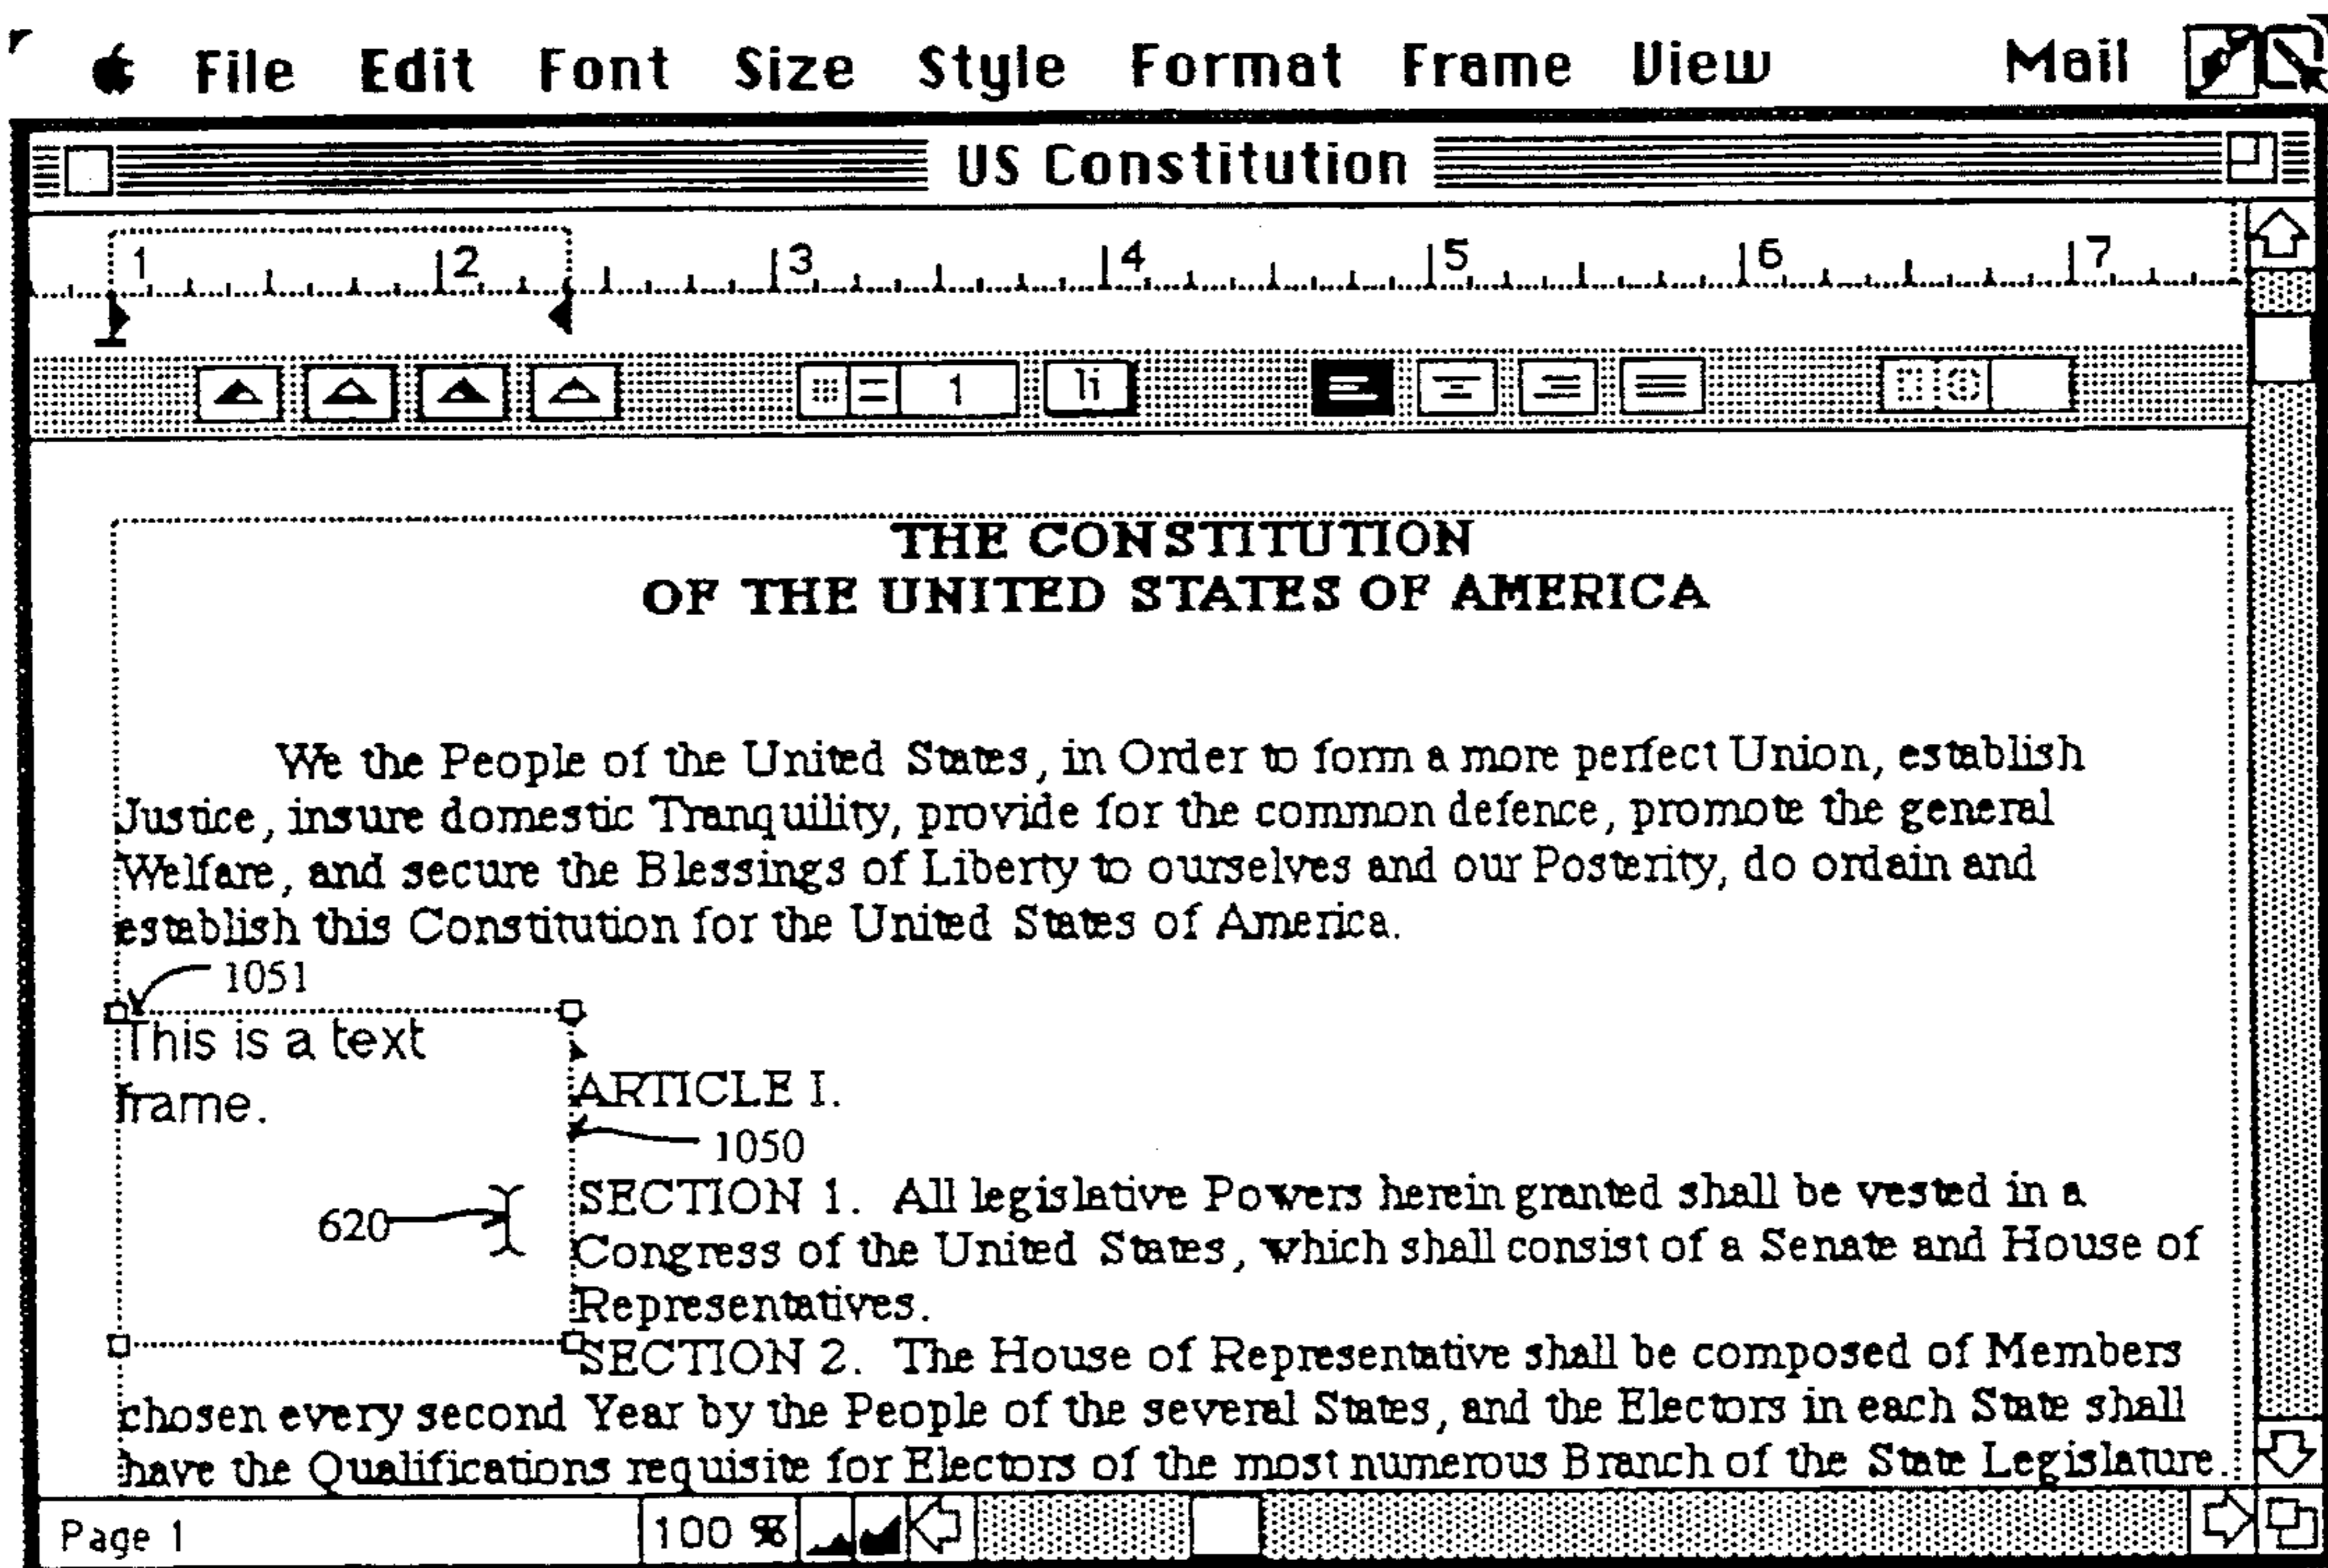 File Edit Font Size Style Format Frame View Mail
US Constitution
1 2 3 4 5 6 7
1 li
THE CONSTITUTION
OF THE UNITED STATES OF AMERICA
We the People of the United States, in Order to form a more perfect Union, establish
Justice, insure domestic Tranquility, provide for the common defence, promote the general
Welfare, and secure the Blessings of Liberty to ourselves and our Posterity, do ordain and
establish this Constitution for the United States of America.
1051
This is a text
frame.
ARTICLE I.
1050
620
SECTION 1. All legislative Powers herein granted shall be vested in a
Congress of the United States, which shall consist of a Senate and House of
Representatives.
SECTION 2. The House of Representative shall be composed of Members
chosen every second Year by the People of the several States, and the Electors in each State shall
have the Qualifications requisite for Electors of the most numerous Branch of the State Legislature.
Page 1 100 %